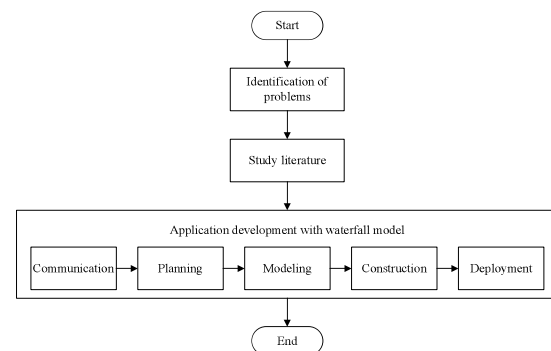 Start
Identification of
problems
Study literature
Application development with waterfall model
Communication
Planning
Modeling
Construction
Deployment
End